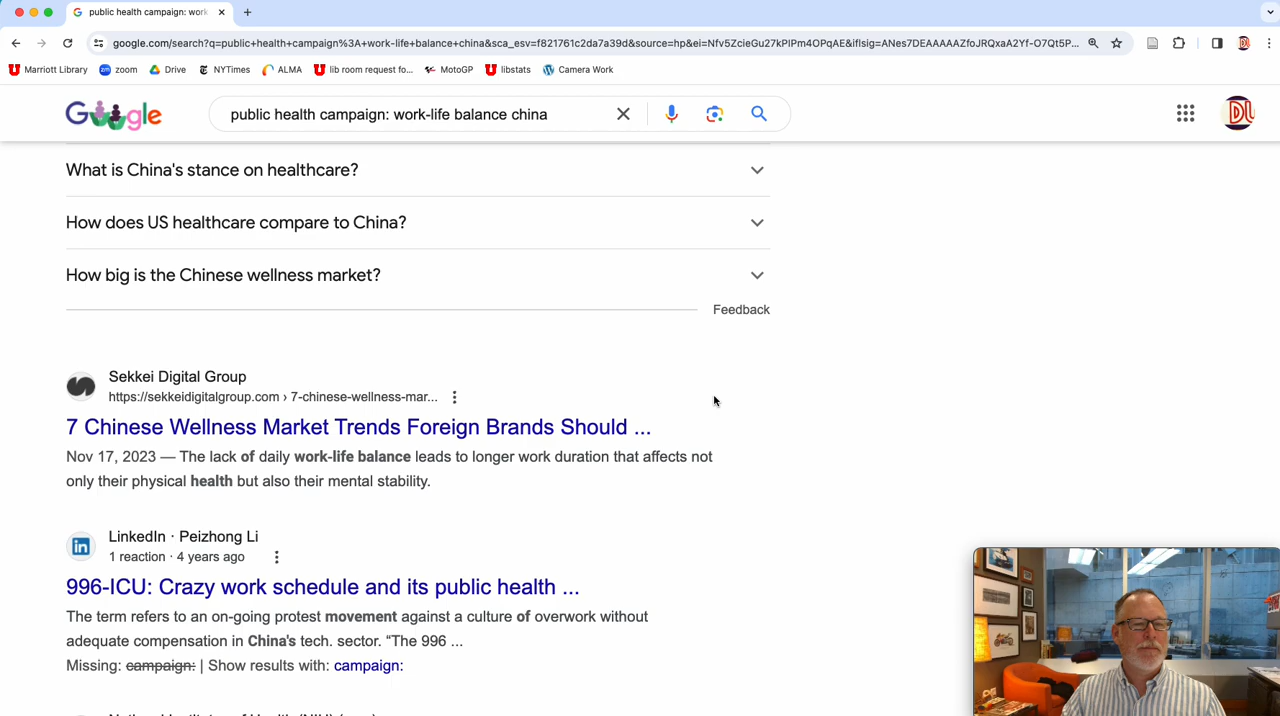 public health campaign: work
google.com/search?q=public+health+campaign%3A+work-life+balance+china&sca_esv=f821761c2da7a39d&source=hp&ei=Nfv5ZcieGu27kPIPm4OPqAE&iflsig=ANes7DEAAAAAZfoJRQxaA2Yf-O7Qt5P...
Marriott Library zoom Drive NYTimes ALMA lib room request fo... MotoGP libstats Camera Work
Google public health campaign: work-life balance china
What is China's stance on healthcare?
How does US healthcare compare to China?
How big is the Chinese wellness market?
Feedback
Sekkei Digital Group
https://sekkeidigitalgroup.com › 7-chinese-wellness-mar...
7 Chinese Wellness Market Trends Foreign Brands Should ...
Nov 17, 2023 — The lack of daily work-life balance leads to longer work duration that affects not
only their physical health but also their mental stability.
LinkedIn · Peizhong Li
1 reaction · 4 years ago
996-ICU: Crazy work schedule and its public health ...
The term refers to an on-going protest movement against a culture of overwork without
adequate compensation in China's tech. sector. “The 996 ...
Missing: campaign: | Show results with: campaign: